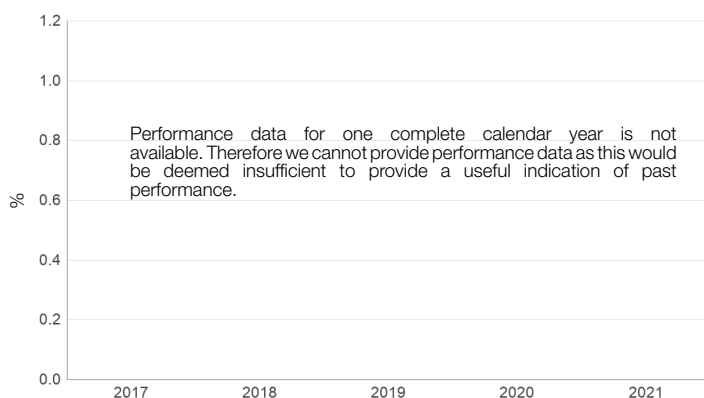 1.2
1.0
0.8
0.6
0.4
0.2
0.0
%
Performance data for one complete calendar year is not
available. Therefore we cannot provide performance data as this would
be deemed insufficient to provide a useful indication of past
performance.
2017 2018 2019 2020 2021